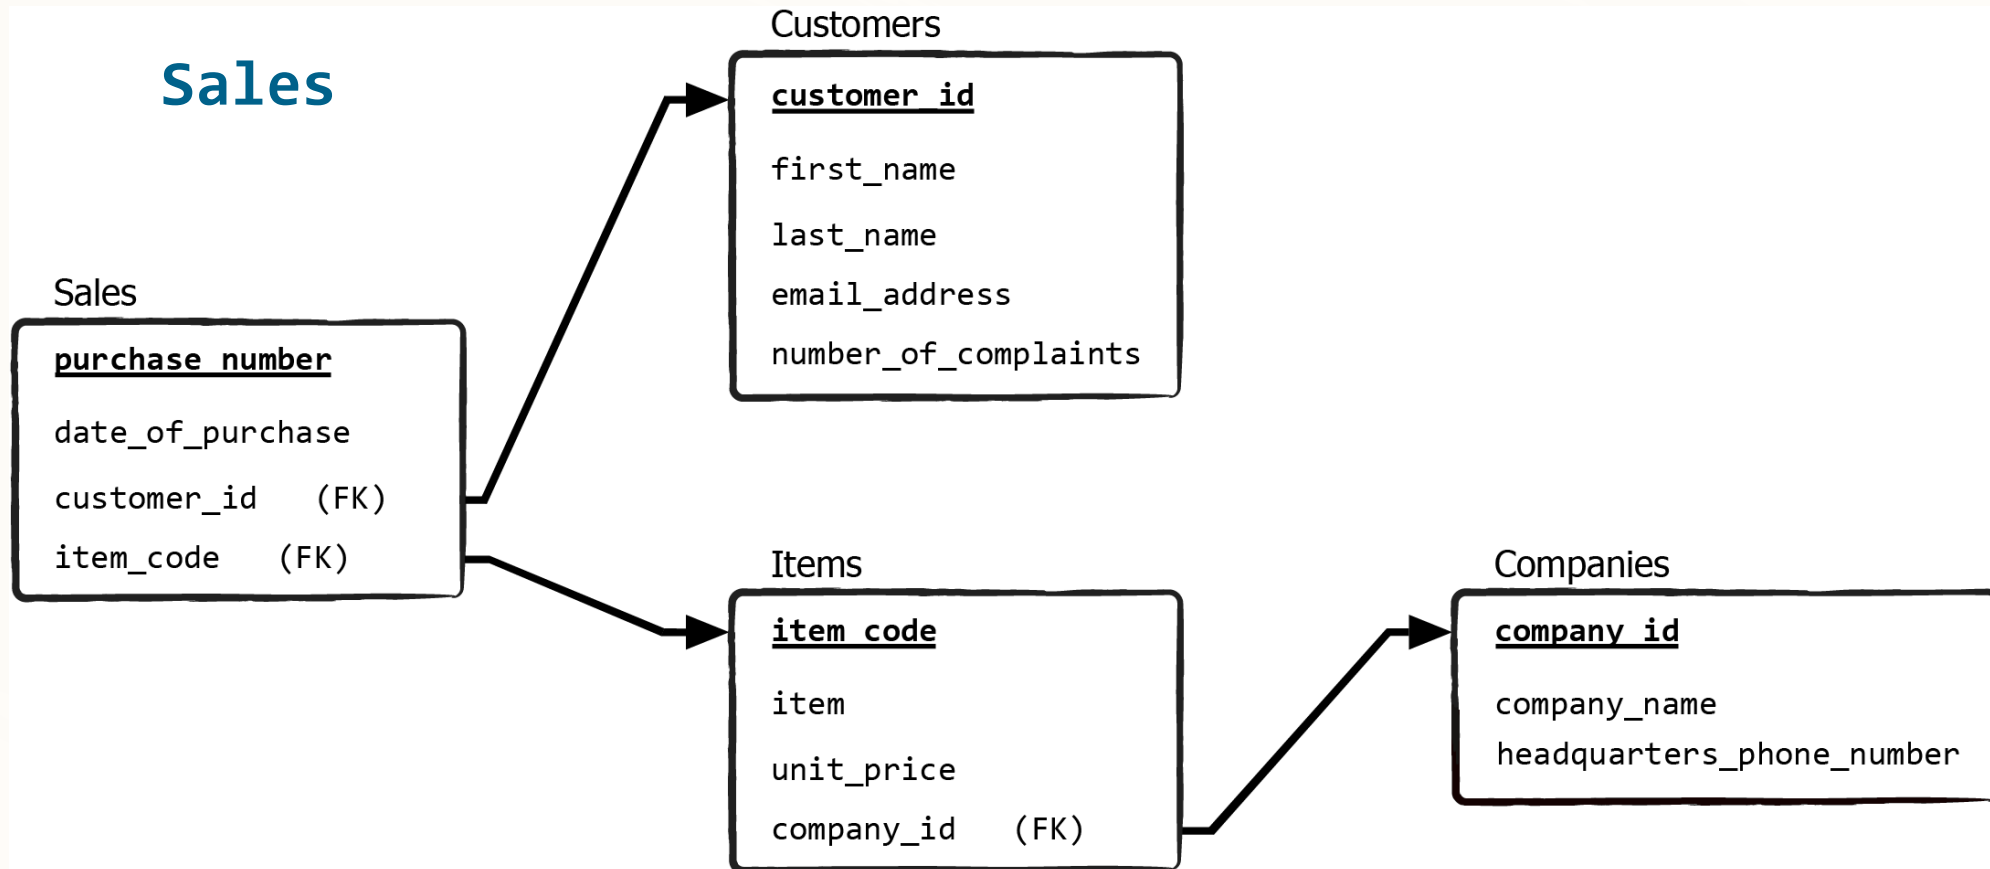 Sales
Customers
customer_id
first_name
last_name
email_address
number_of_complaints
Sales
purchase_number
date_of_purchase
customer_id (FK)
item_code (FK)
Items
item_code
item
unit_price
company_id (FK)
Companies
company_id
company_name
headquarters_phone_number